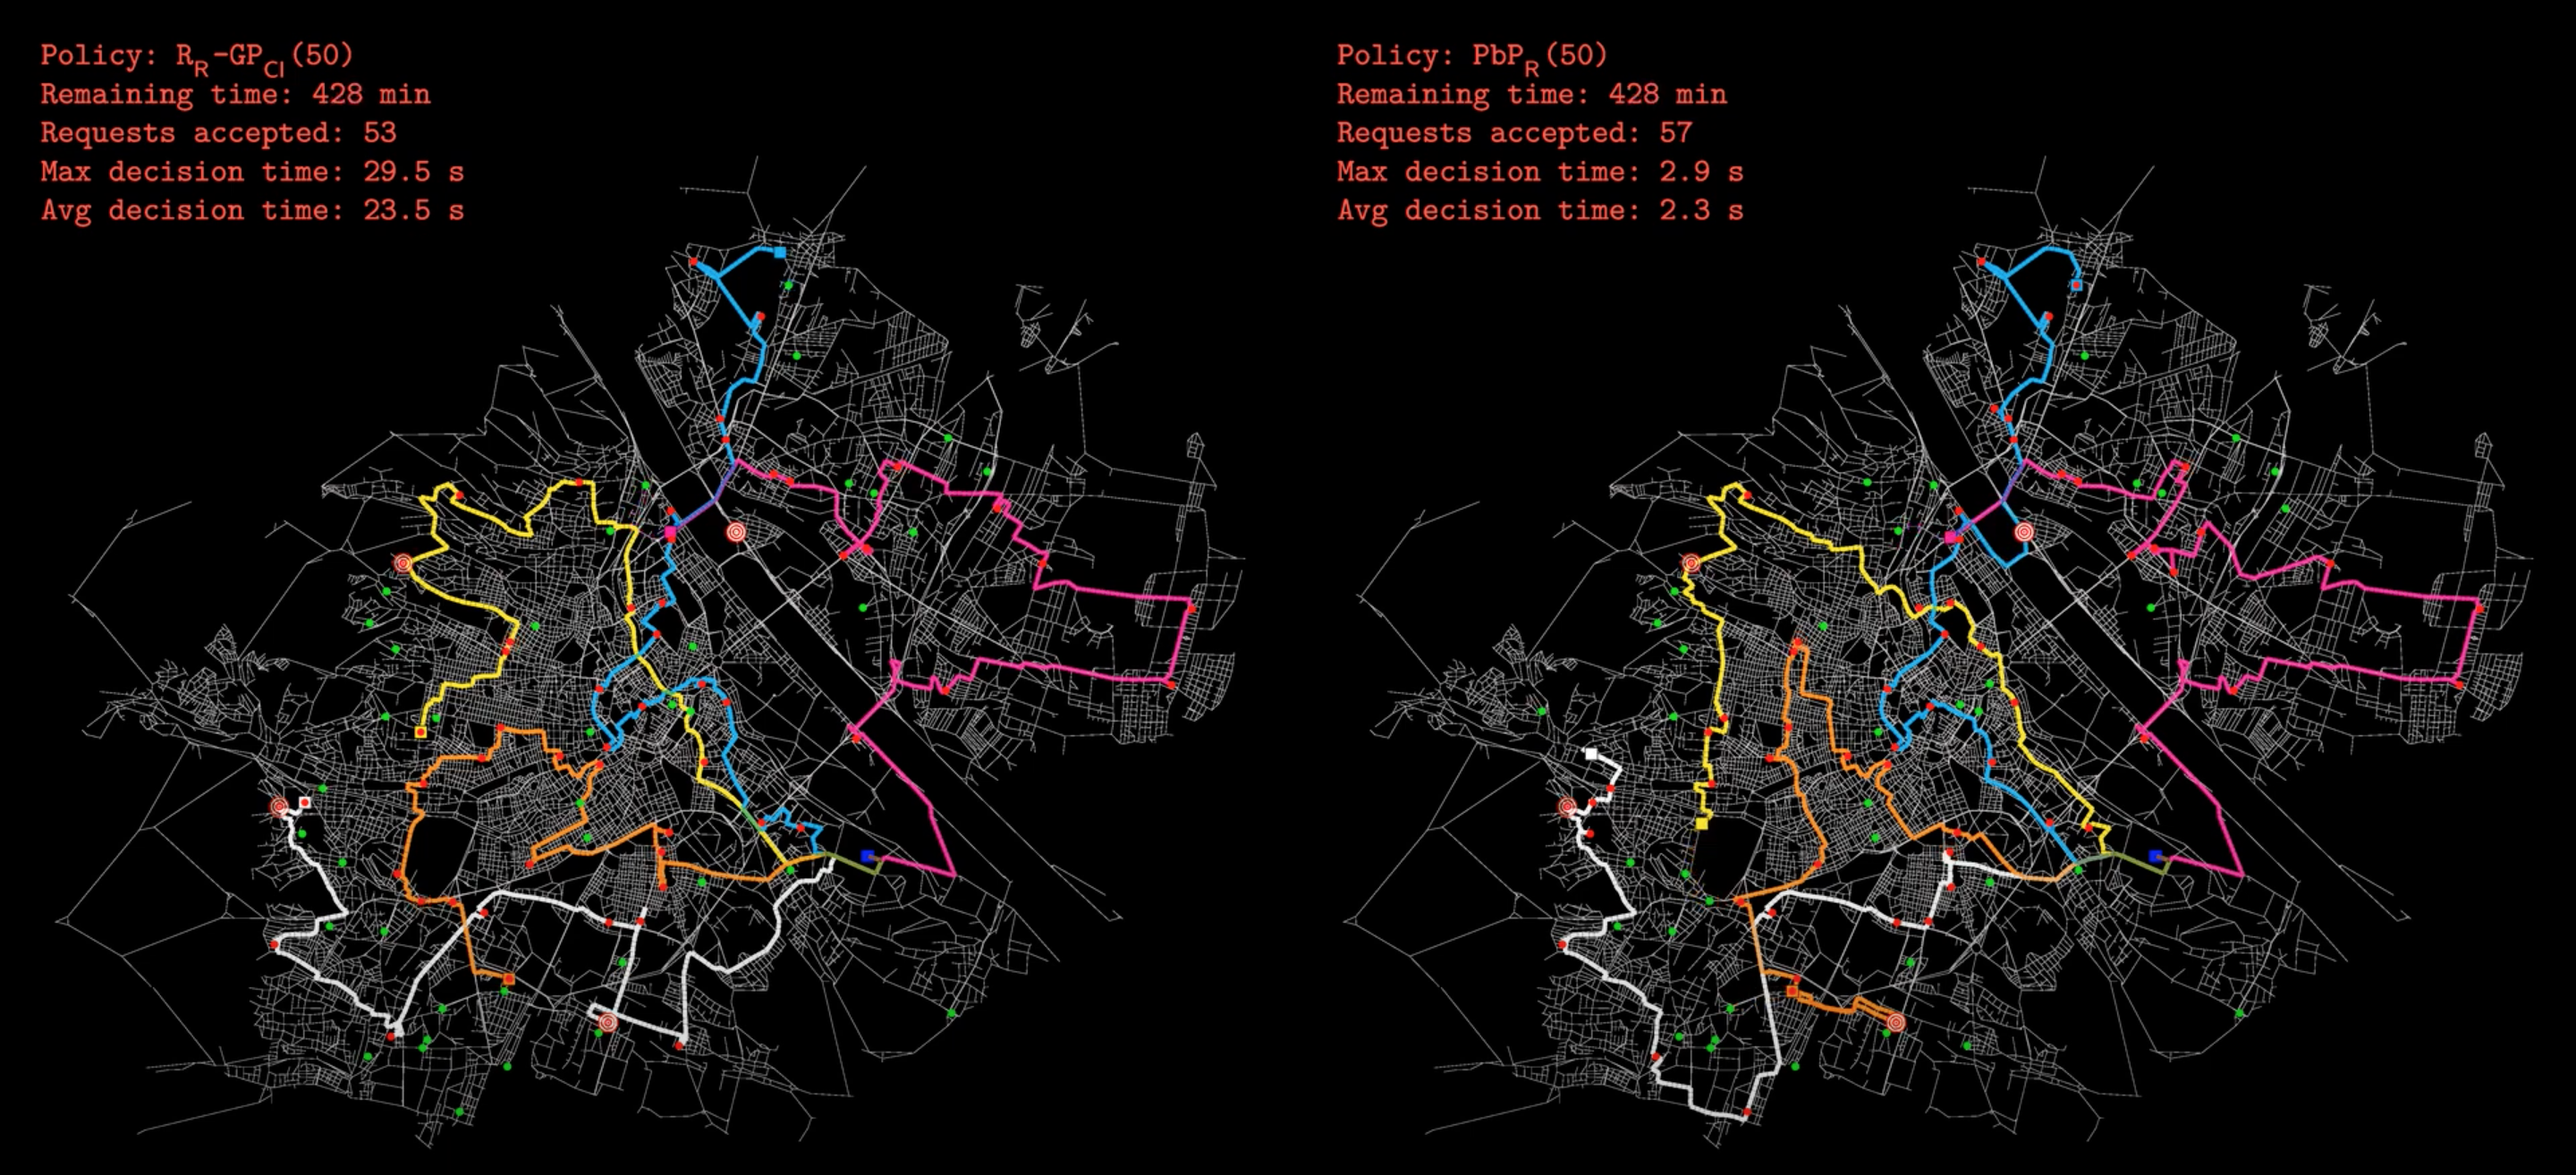 Policy: R_R-GP_Cl(50)
Remaining time: 428 min
Requests accepted: 53
Max decision time: 29.5 s
Avg decision time: 23.5 s
Policy: PbP_R(50)
Remaining time: 428 min
Requests accepted: 57
Max decision time: 2.9 s
Avg decision time: 2.3 s